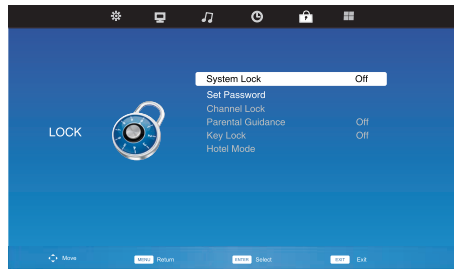 System Lock Off
Set Password
Channel Lock
Parental Guidance Off
Key Lock Off
Hotel Mode
LOCK
Move MENU Return ENTER Select EXIT Exit